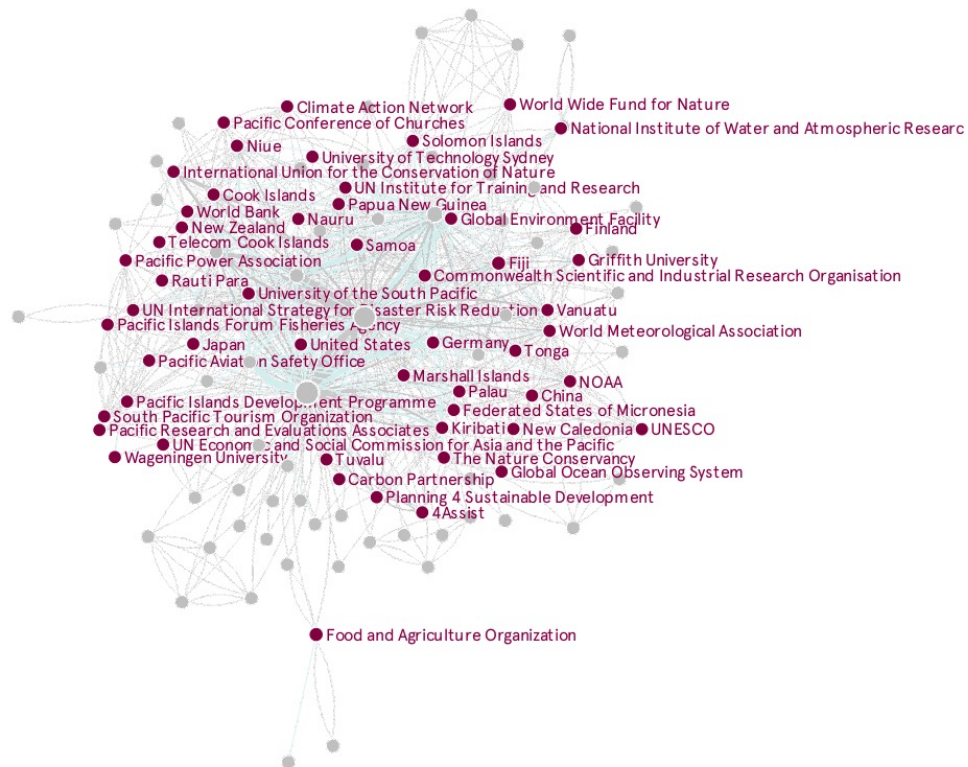 World Wide Fund for Nature
Climate Action Network
Pacific Conference of Churches
National Institute of Water and Atmospheric Researc
Solomon Islands
Niue
University of Technology Sydney
International Union for the Conservation of Nature
UN Institute for Training and Research
Cook Islands
Papua New Guinea
World Bank
Nauru
Global Environment Facility
New Zealand
Finland
Telecom Cook Islands
Samoa
Pacific Power Association
Griffith University
Fiji
Commonwealth Scientific and Industrial Research Organisation
Rauti Para
University of the South Pacific
UN International Strategy for Disaster Risk Reduction
Vanuatu
Pacific Islands Forum Fisheries Agency
World Meteorological Association
Japan
United States
Germany
Tonga
Pacific Aviation Safety Office
Marshall Islands
NOAA
Palau
China
Pacific Islands Development Programme
Federated States of Micronesia
South Pacific Tourism Organization
Pacific Research and Evaluations Associates
Kiribati
New Caledonia
UNESCO
UN Economic and Social Commission for Asia and the Pacific
Wageningen University
Tuvalu
The Nature Conservancy
Global Ocean Observing System
Carbon Partnership
Planning 4 Sustainable Development
4Assist
Food and Agriculture Organization